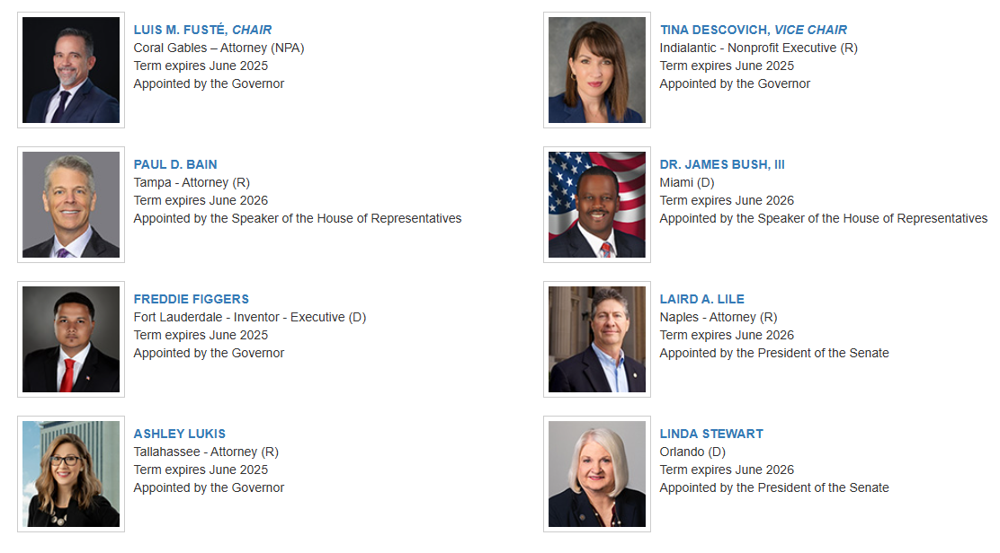 LUIS M. FUSTÉ, CHAIR
Coral Gables – Attorney (NPA)
Term expires June 2025
Appointed by the Governor
TINA DESCOVICH, VICE CHAIR
Indialantic - Nonprofit Executive (R)
Term expires June 2025
Appointed by the Governor
PAUL D. BAIN
Tampa - Attorney (R)
Term expires June 2026
Appointed by the Speaker of the House of Representatives
DR. JAMES BUSH, III
Miami (D)
Term expires June 2026
Appointed by the Speaker of the House of Representatives
FREDDIE FIGGERS
Fort Lauderdale - Inventor - Executive (D)
Term expires June 2025
Appointed by the Governor
LAIRD A. LILE
Naples - Attorney (R)
Term expires June 2026
Appointed by the President of the Senate
ASHLEY LUKIS
Tallahassee - Attorney (R)
Term expires June 2025
Appointed by the Governor
LINDA STEWART
Orlando (D)
Term expires June 2026
Appointed by the President of the Senate